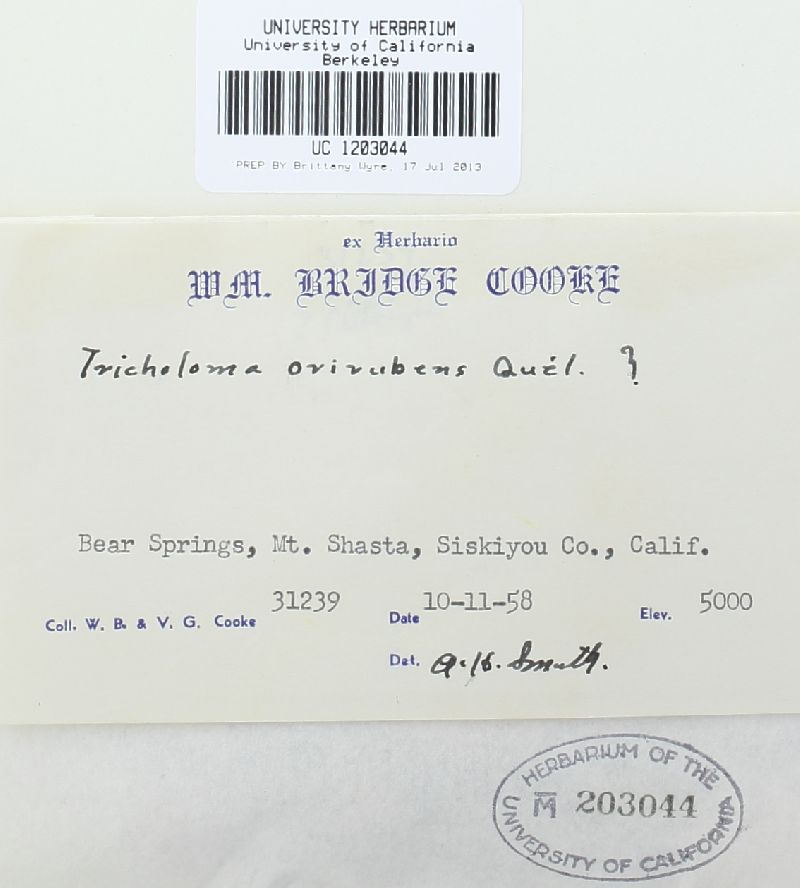 UNIVERSITY HERBARIUM
University of California
Berkeley
UC 1203044
PREP BY Brittany Wyre, 17 Jul 2013
ex Herbario
WM. BRIDGE COOKE
Tricholoma orirubens Quél. ?
Bear Springs, Mt. Shasta, Siskiyou Co., Calif.
Coll. W. B. & V. G. Cooke 31239 Date 10-11-58 Elev. 5000
Det. A.H. Smith.
HERBARIUM OF THE
M̅ 203044
UNIVERSITY OF CALIFORNIA